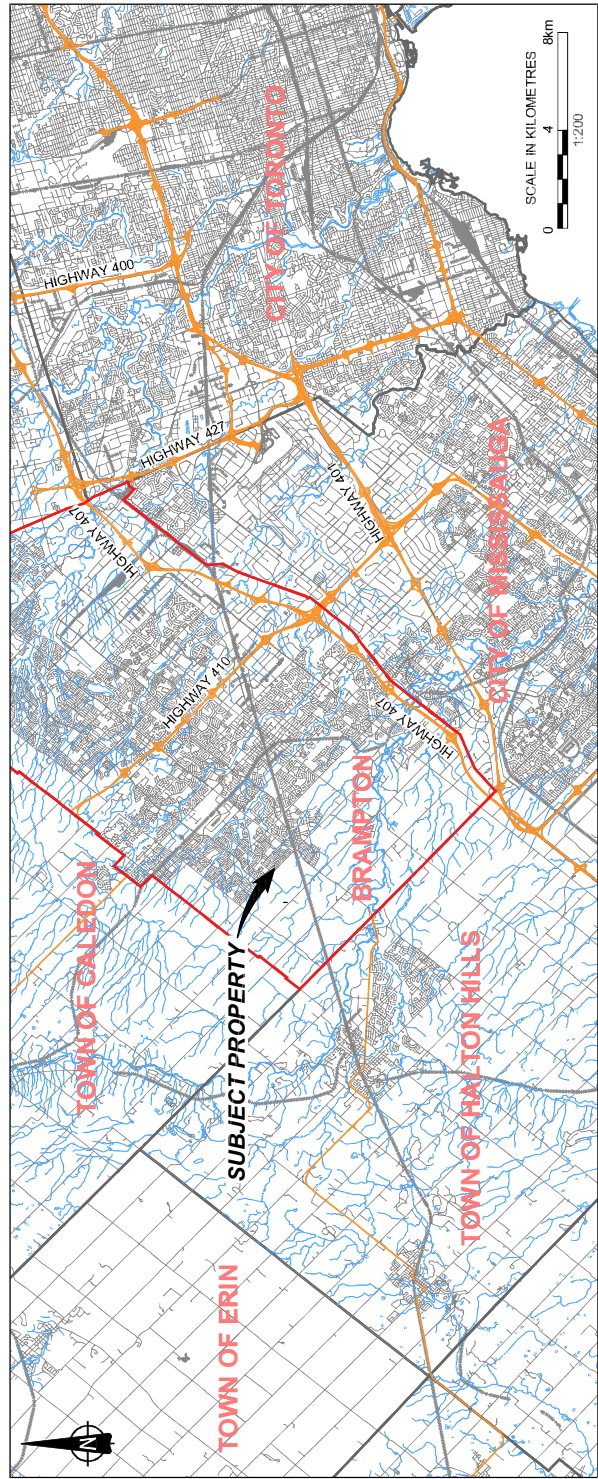 HIGHWAY 400
CITY OF TORONTO
SCALE IN KILOMETRES
0 4 8km
1:200
HIGHWAY 427
HIGHWAY 407
HIGHWAY 401
CITY OF MISSISSAUGA
HIGHWAY 410
HIGHWAY 407
BRAMPTON
TOWN OF CALEDON
SUBJECT PROPERTY
TOWN OF HALTON HILLS
TOWN OF ERIN
N